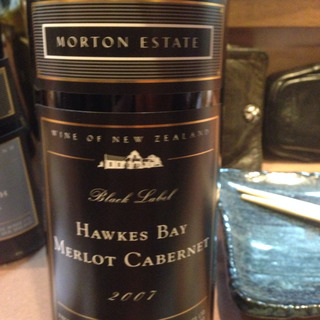 MORTON ESTATE
WINE OF NEW ZEALAND
Black Label
HAWKES BAY
MERLOT CABERNET
2007